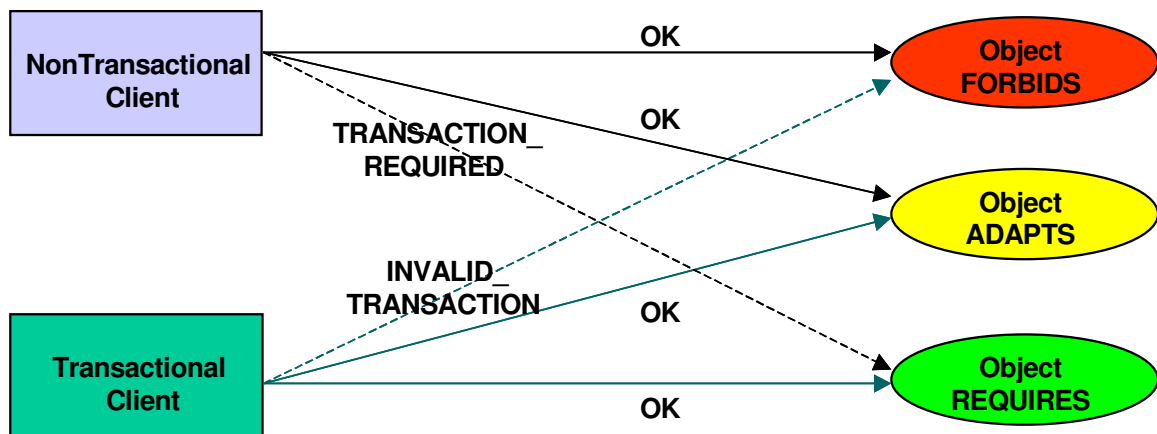 NonTransactional
Client
OK
Object
FORBIDS
OK
TRANSACTION_
REQUIRED
Object
ADAPTS
INVALID_
TRANSACTION
OK
Transactional
Client
Object
REQUIRES
OK